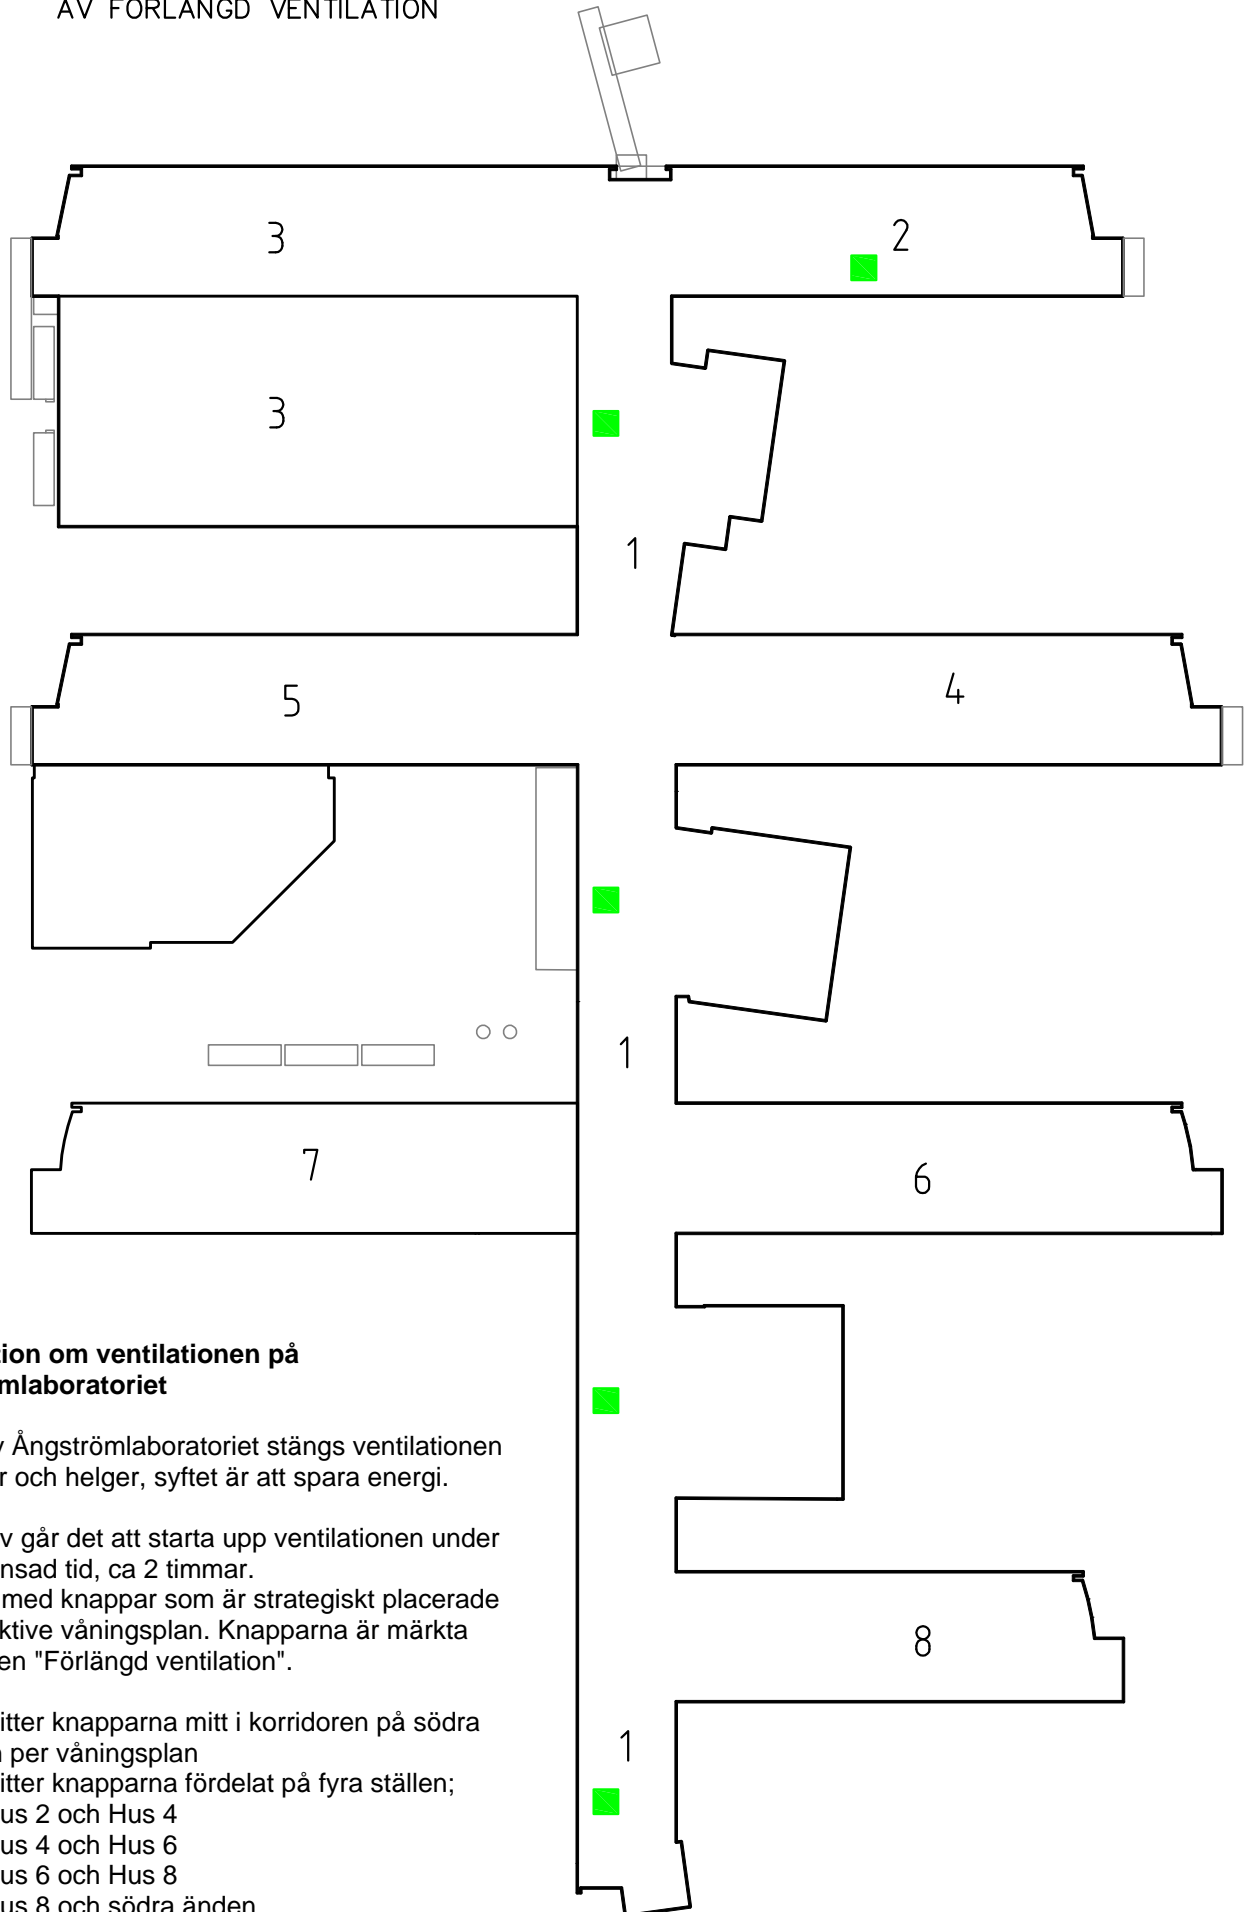 AV FÖRLÄNGD VENTILATION
3
2
3
1
5
4
1
7
6
8
1
tion om ventilationen på
mlaboratoriet
Ångströmlaboratoriet stängs ventilationen
r och helger, syftet är att spara energi.
v går det att starta upp ventilationen under
nsad tid, ca 2 timmar.
med knappar som är strategiskt placerade
ktive våningsplan. Knapparna är märkta
en "Förlängd ventilation".
itter knapparna mitt i korridoren på södra
per våningsplan
itter knapparna fördelat på fyra ställen;
us 2 och Hus 4
us 4 och Hus 6
us 6 och Hus 8
us 8 och södra änden